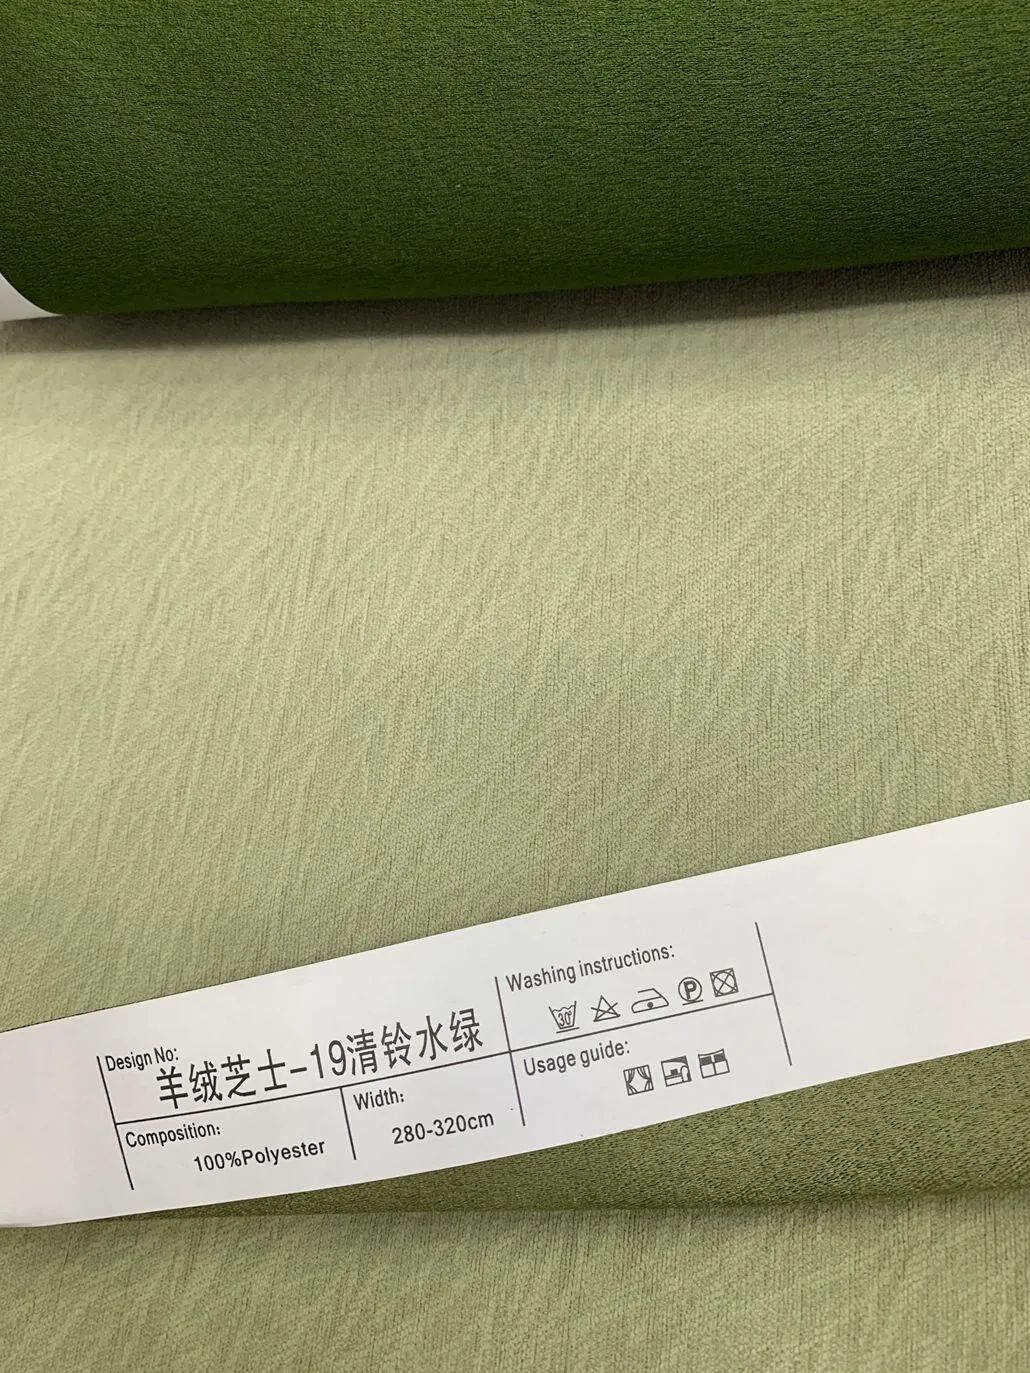 Design No:
羊绒芝士-19清铃水绿
Washing instructions:
30°
P
Composition:
100%Polyester
Width:
280-320cm
Usage guide: